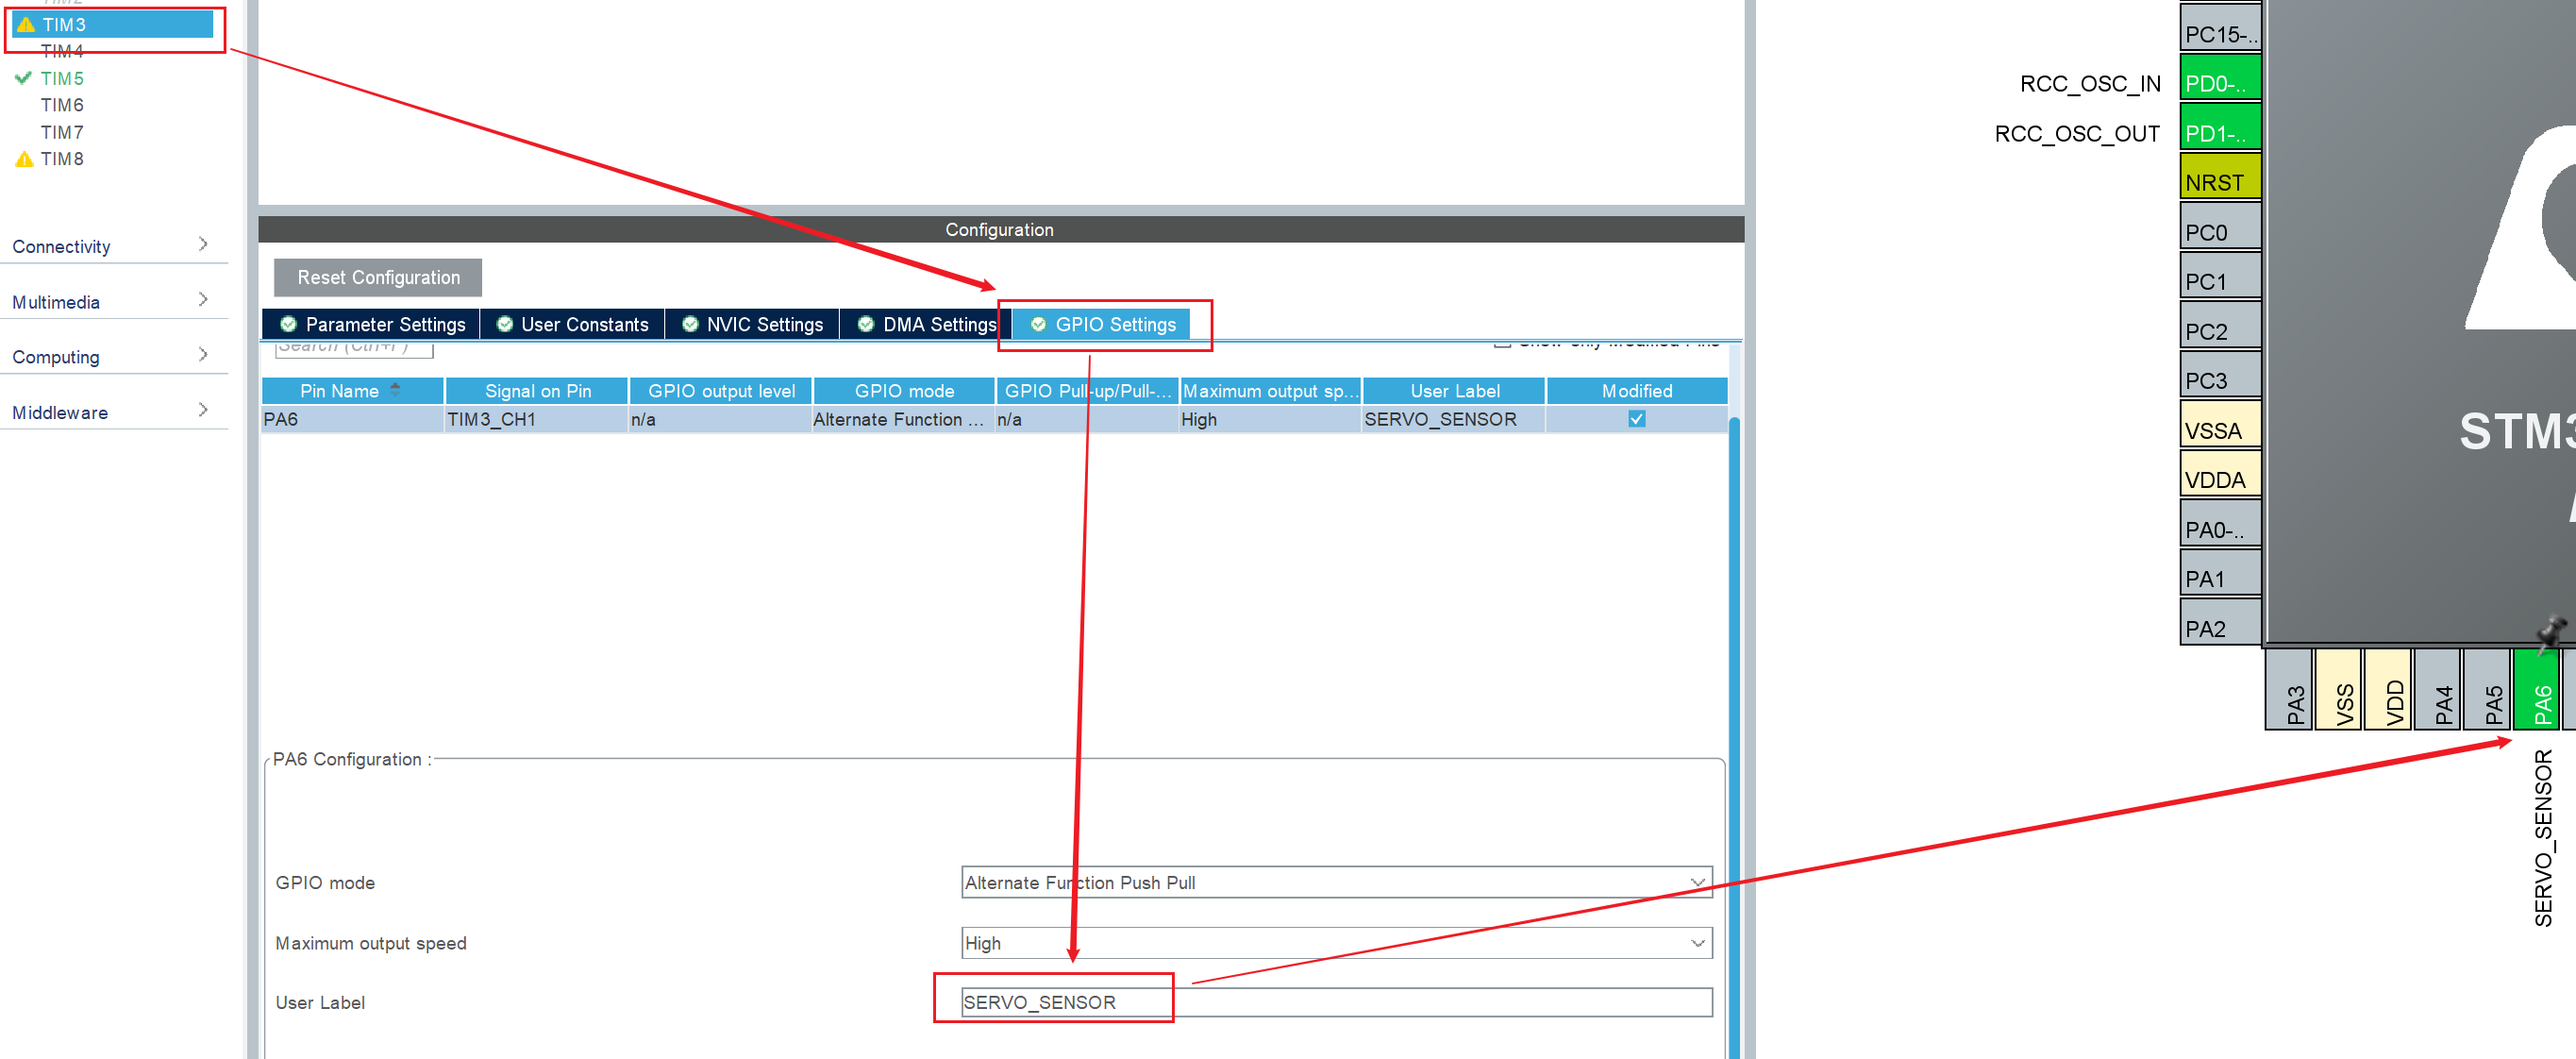 TIM3
TIM4
TIM5
TIM6
TIM7
TIM8
Connectivity
Multimedia
Computing
Middleware
Configuration
Reset Configuration
Parameter Settings
User Constants
NVIC Settings
DMA Settings
GPIO Settings
Search (Ctrl+F)
Show only Modified Pins
Pin Name
Signal on Pin
GPIO output level
GPIO mode
GPIO Pull-up/Pull-...
Maximum output sp...
User Label
Modified
PA6
TIM3_CH1
n/a
Alternate Function ...
n/a
High
SERVO_SENSOR
PA6 Configuration :
GPIO mode
Alternate Function Push Pull
Maximum output speed
High
User Label
SERVO_SENSOR
PC15-..
RCC_OSC_IN
PD0-..
RCC_OSC_OUT
PD1-..
NRST
PC0
PC1
PC2
PC3
VSSA
VDDA
PA0-..
PA1
PA2
STM3
PA3
VSS
VDD
PA4
PA5
PA6
SERVO_SENSOR